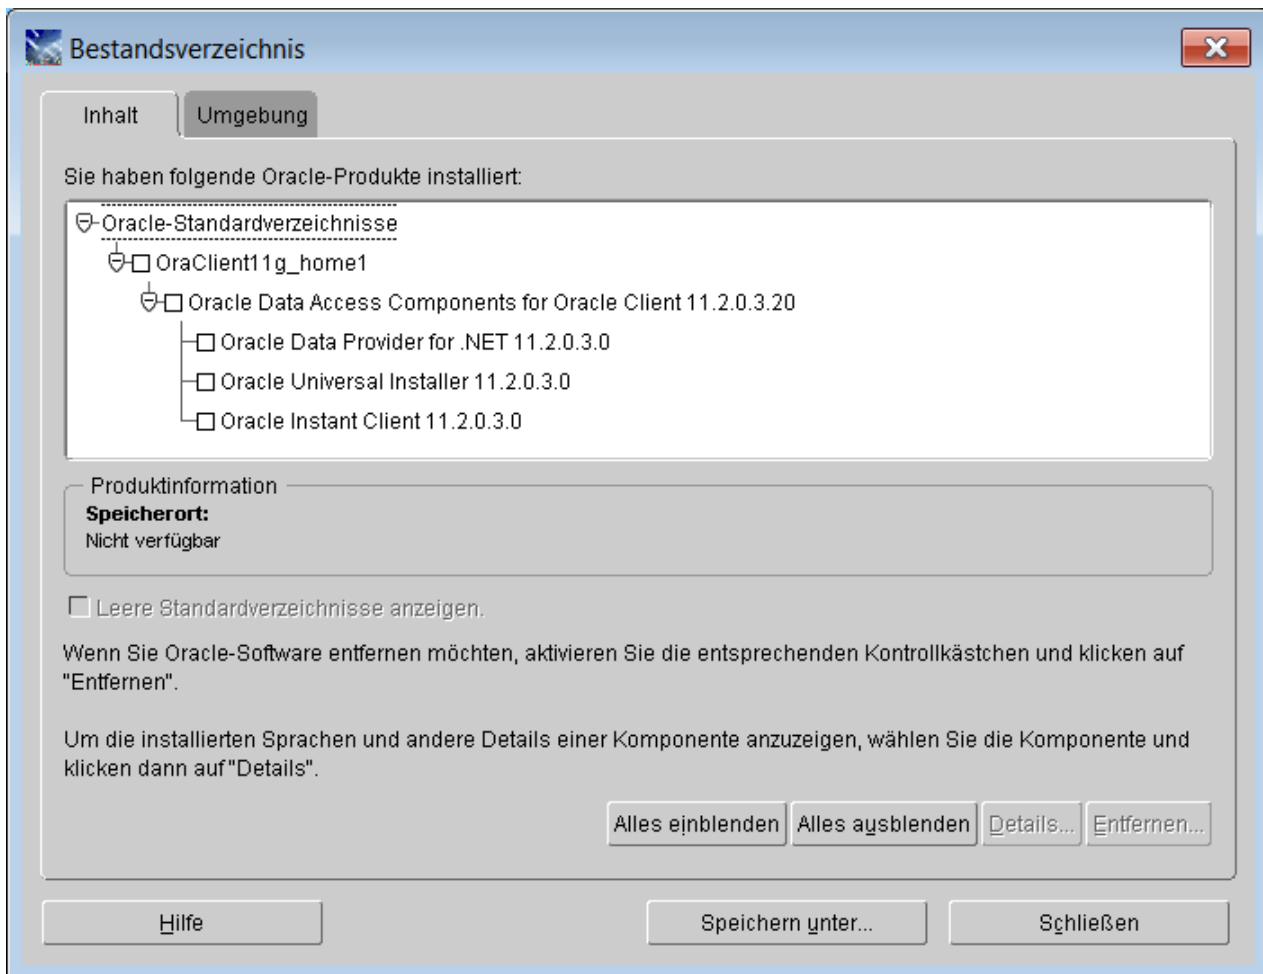 Bestandsverzeichnis
Inhalt
Umgebung
Sie haben folgende Oracle-Produkte installiert:
Oracle-Standardverzeichnisse
OraClient11g_home1
Oracle Data Access Components for Oracle Client 11.2.0.3.20
Oracle Data Provider for .NET 11.2.0.3.0
Oracle Universal Installer 11.2.0.3.0
Oracle Instant Client 11.2.0.3.0
Produktinformation
Speicherort:
Nicht verfügbar
Leere Standardverzeichnisse anzeigen.
Wenn Sie Oracle-Software entfernen möchten, aktivieren Sie die entsprechenden Kontrollkästchen und klicken auf
"Entfernen".
Um die installierten Sprachen und andere Details einer Komponente anzuzeigen, wählen Sie die Komponente und
klicken dann auf "Details".
Alles einblenden Alles ausblenden Details... Entfernen...
Hilfe Speichern unter... Schließen